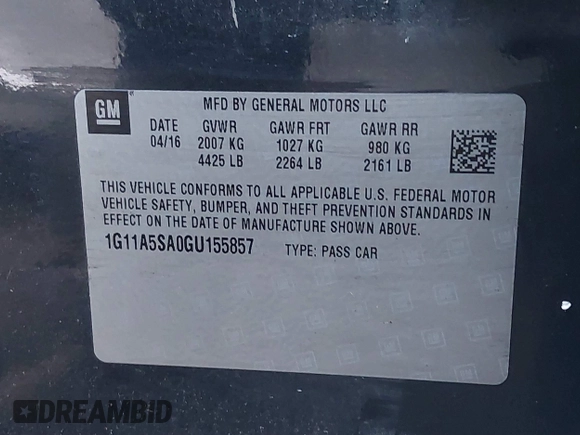 GM
MFD BY GENERAL MOTORS LLC
DATE GVWR GAWR FRT GAWR RR
04/16 2007 KG 1027 KG 980 KG
4425 LB 2264 LB 2161 LB
THIS VEHICLE CONFORMS TO ALL APPLICABLE U.S. FEDERAL MOTOR
VEHICLE SAFETY, BUMPER, AND THEFT PREVENTION STANDARDS IN
EFFECT ON THE DATE OF MANUFACTURE SHOWN ABOVE.
1G11A5SA0GU155857 TYPE: PASS CAR
DREAMBID